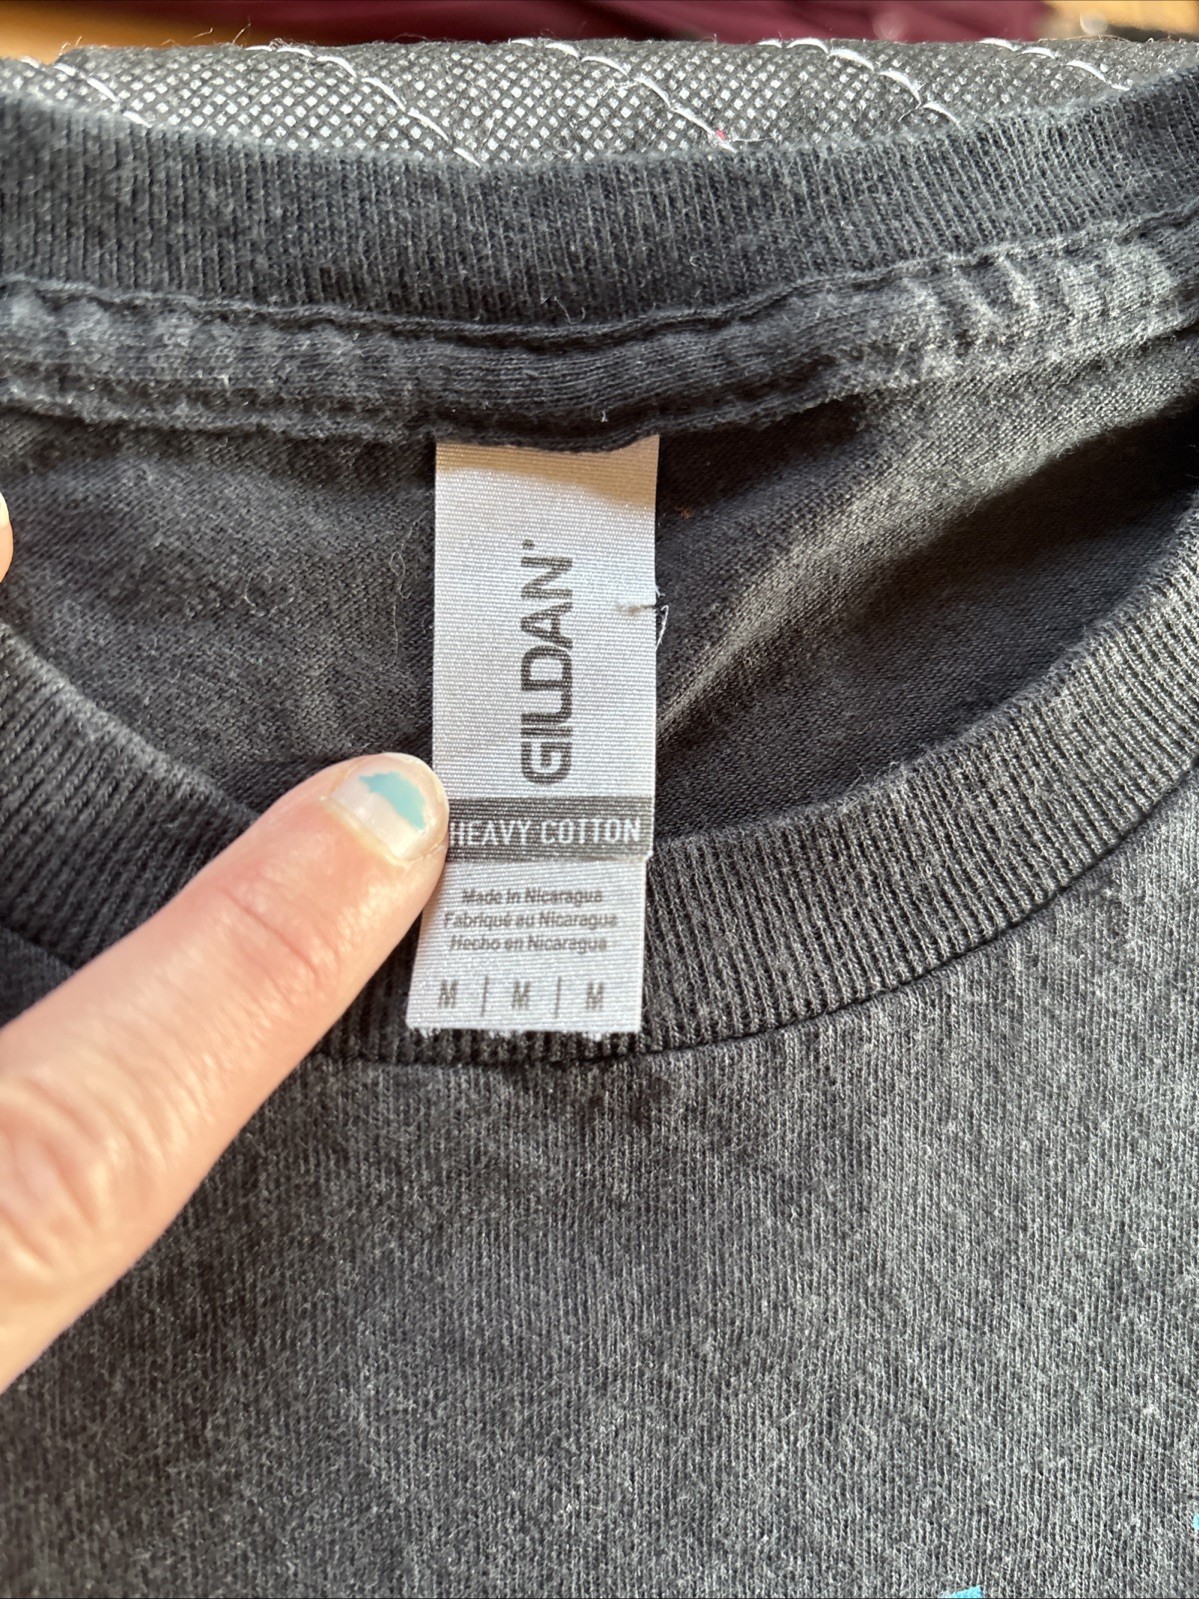 GILDAN
HEAVY COTTON
Made in Nicaragua
Fabriqué au Nicaragua
Hecho en Nicaragua
M | M | M